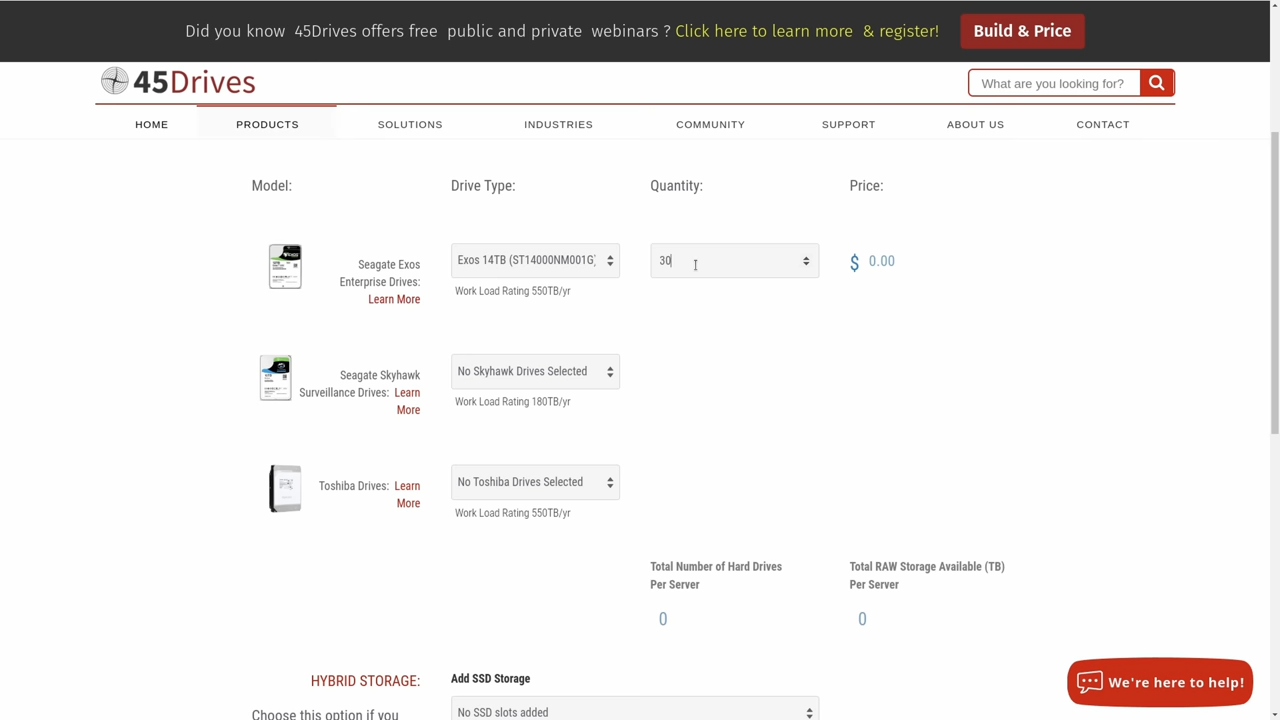 Did you know 45Drives offers free public and private webinars ? Click here to learn more & register!
Build & Price
45Drives
What are you looking for?
HOME
PRODUCTS
SOLUTIONS
INDUSTRIES
COMMUNITY
SUPPORT
ABOUT US
CONTACT
Model:
Drive Type:
Quantity:
Price:
Seagate Exos
Enterprise Drives:
Learn More
Exos 14TB (ST14000NM001G)
Work Load Rating 550TB/yr
30
$ 0.00
Seagate Skyhawk
Surveillance Drives: Learn
More
No Skyhawk Drives Selected
Work Load Rating 180TB/yr
Toshiba Drives: Learn
More
No Toshiba Drives Selected
Work Load Rating 550TB/yr
Total Number of Hard Drives
Per Server
0
Total RAW Storage Available (TB)
Per Server
0
HYBRID STORAGE:
Choose this option if you
Add SSD Storage
No SSD slots added
We're here to help!